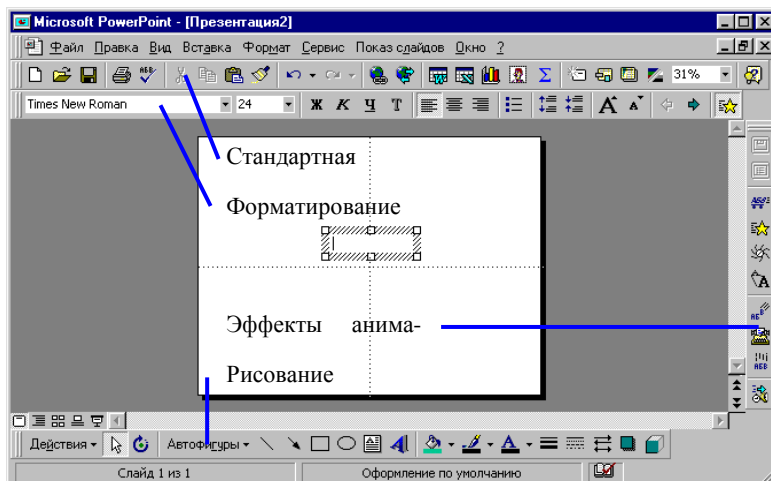 Microsoft PowerPoint - [Презентация2]
Файл Правка Вид Вставка Формат Сервис Показ слайдов Окно ?
31%
Times New Roman 24 Ж К Ч Т
Стандартная
Форматирование
Эффекты анима-
Рисование
Действия Автофигуры
Слайд 1 из 1 Оформление по умолчанию